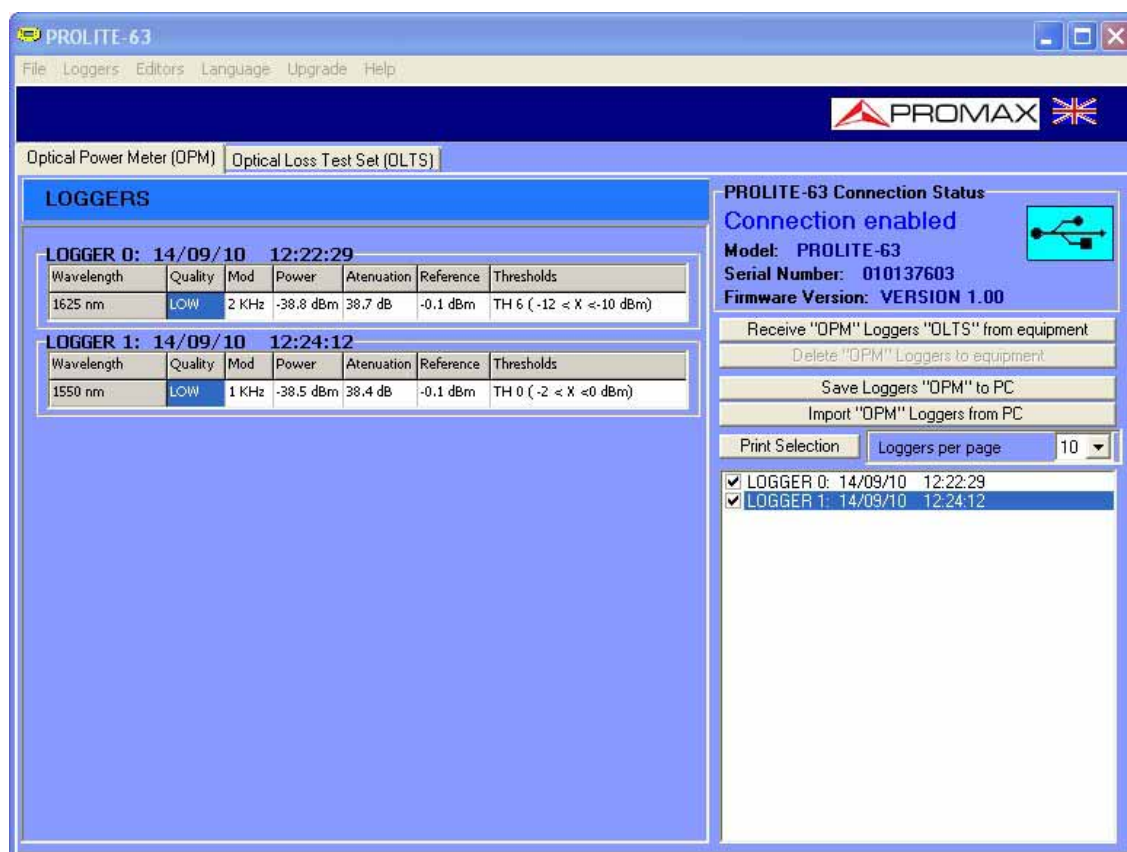 PROLITE-63
File Loggers Editors Language Upgrade Help
PROMAX
Optical Power Meter (OPM) Optical Loss Test Set (OLTS)
LOGGERS
LOGGER 0: 14/09/10 12:22:29
Wavelength Quality Mod Power Atenuation Reference Thresholds
1625 nm LOW 2 KHz -38.8 dBm 38.7 dB -0.1 dBm TH 6 ( -12 < X <-10 dBm)
LOGGER 1: 14/09/10 12:24:12
Wavelength Quality Mod Power Atenuation Reference Thresholds
1550 nm LOW 1 KHz -38.5 dBm 38.4 dB -0.1 dBm TH 0 ( -2 < X <0 dBm)
PROLITE-63 Connection Status
Connection enabled
Model: PROLITE-63
Serial Number: 010137603
Firmware Version: VERSION 1.00
Receive "OPM" Loggers "OLTS" from equipment
Delete "OPM" Loggers to equipment
Save Loggers "OPM" to PC
Import "OPM" Loggers from PC
Print Selection Loggers per page 10
LOGGER 0: 14/09/10 12:22:29
LOGGER 1: 14/09/10 12:24:12